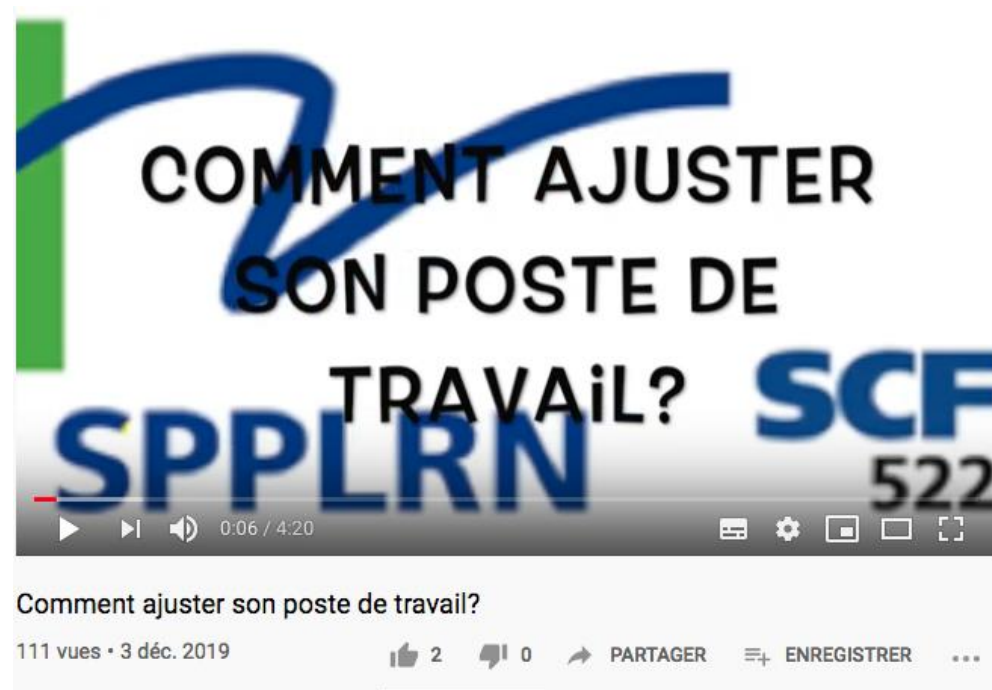 COMMENT AJUSTER
SON POSTE DE
TRAVAiL?
SCF
SPPLRN
522
0:06 / 4:20
Comment ajuster son poste de travail?
111 vues • 3 déc. 2019
2
0
PARTAGER
ENREGISTRER